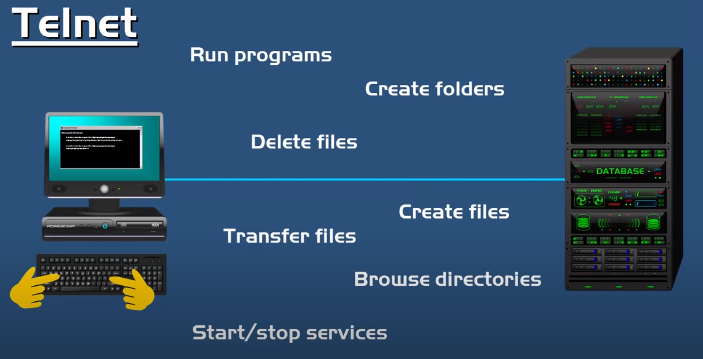 Telnet
Run programs
Create folders
Delete files
DATABASE
Create files
Transfer files
Browse directories
Start/stop services